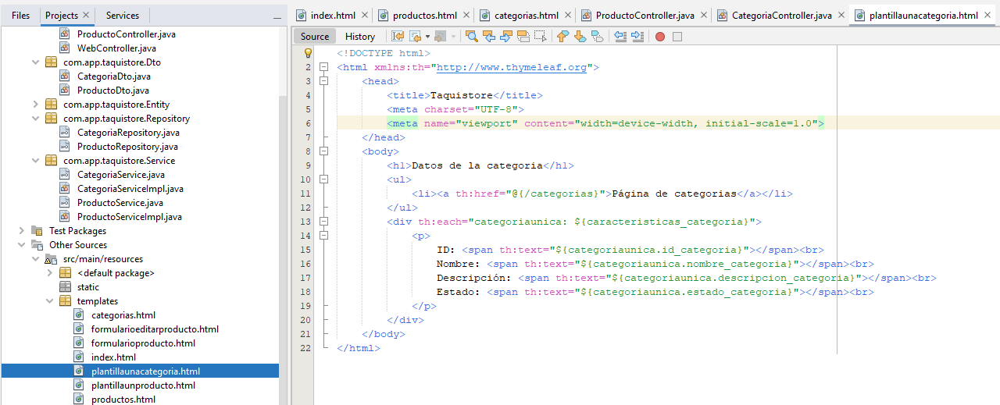 Files
Projects
Services
ProductoController.java
WebController.java
com.app.taquistore.Dto
CategoriaDto.java
ProductoDto.java
com.app.taquistore.Entity
com.app.taquistore.Repository
CategoriaRepository.java
ProductoRepository.java
com.app.taquistore.Service
CategoriaService.java
CategoriaServiceImpl.java
ProductoService.java
ProductoServiceImpl.java
Test Packages
Other Sources
src/main/resources
<default package>
static
templates
categorias.html
formularioeditarproducto.html
formularioproducto.html
index.html
plantillaunacategoria.html
plantillaunproducto.html
productos.html
index.html
productos.html
categorias.html
ProductoController.java
CategoriaController.java
plantillaunacategoria.html
Source
History
<!DOCTYPE html>
2 <html xmlns:th="http://www.thymeleaf.org">
3 <head>
4 <title>Taquistore</title>
5 <meta charset="UTF-8">
6 <meta name="viewport" content="width=device-width, initial-scale=1.0">
7 </head>
8 <body>
9 <h1>Datos de la categoria</h1>
10 <ul>
11 <li><a th:href="@{/categorias}">Página de categorias</a></li>
12 </ul>
13 <div th:each="categoriaunica: ${caracteristicas_categoria}">
14 <p>
15 ID: <span th:text="${categoriaunica.id_categoria}"></span><br>
16 Nombre: <span th:text="${categoriaunica.nombre_categoria}"></span><br>
17 Descripción: <span th:text="${categoriaunica.descripcion_categoria}"></span><br>
18 Estado: <span th:text="${categoriaunica.estado_categoria}"></span><br>
19 </p>
20 </div>
21 </body>
22 </html>